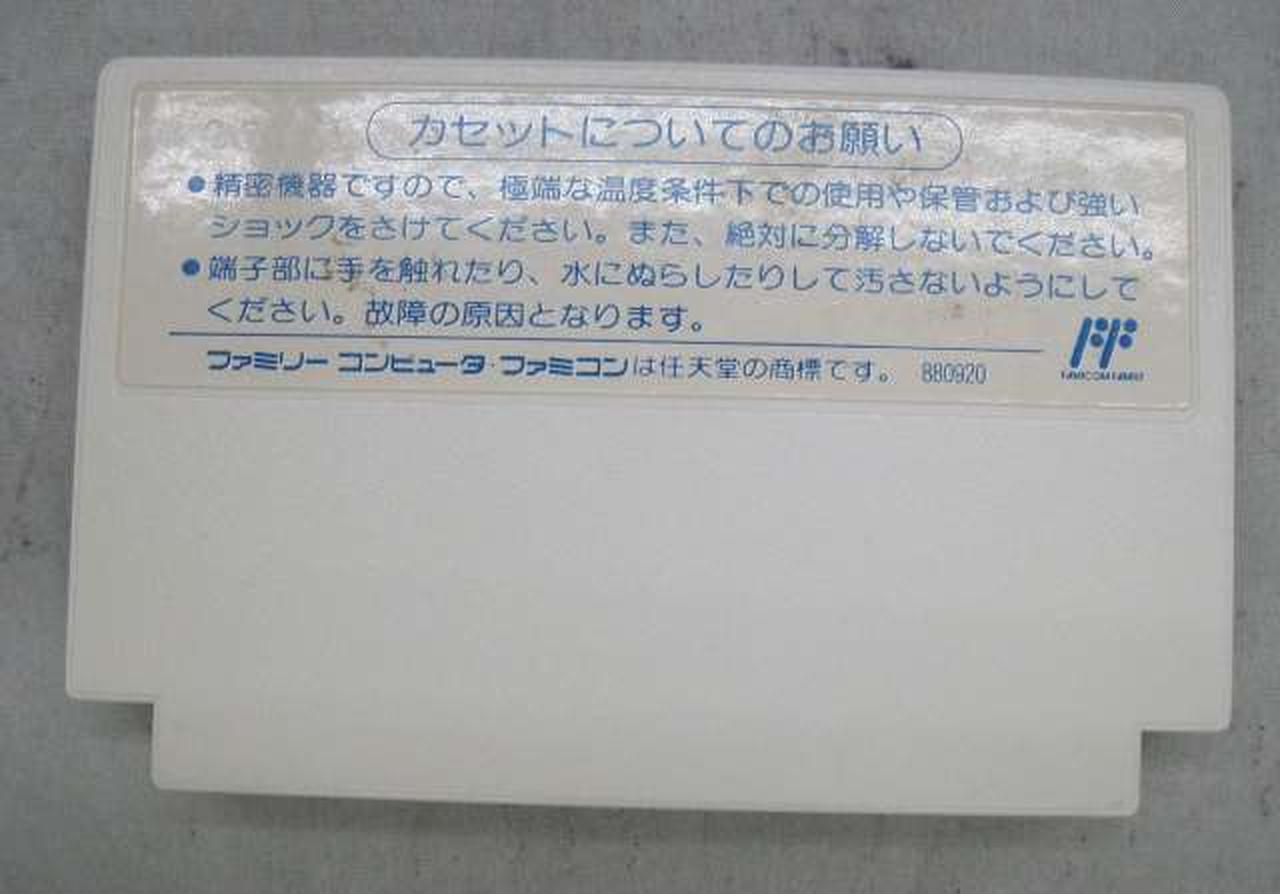 カセットについてのお願い
●精密機器ですので、極端な温度条件下での使用や保管および強い
ショックをさけてください。また、絶対に分解しないでください。
●端子部に手を触れたり、水にぬらしたりして汚さないようにして
ください。故障の原因となります。
ファミリー コンピュータ・ファミコンは任天堂の商標です。 880920
FF
FAMICOM FAMILY